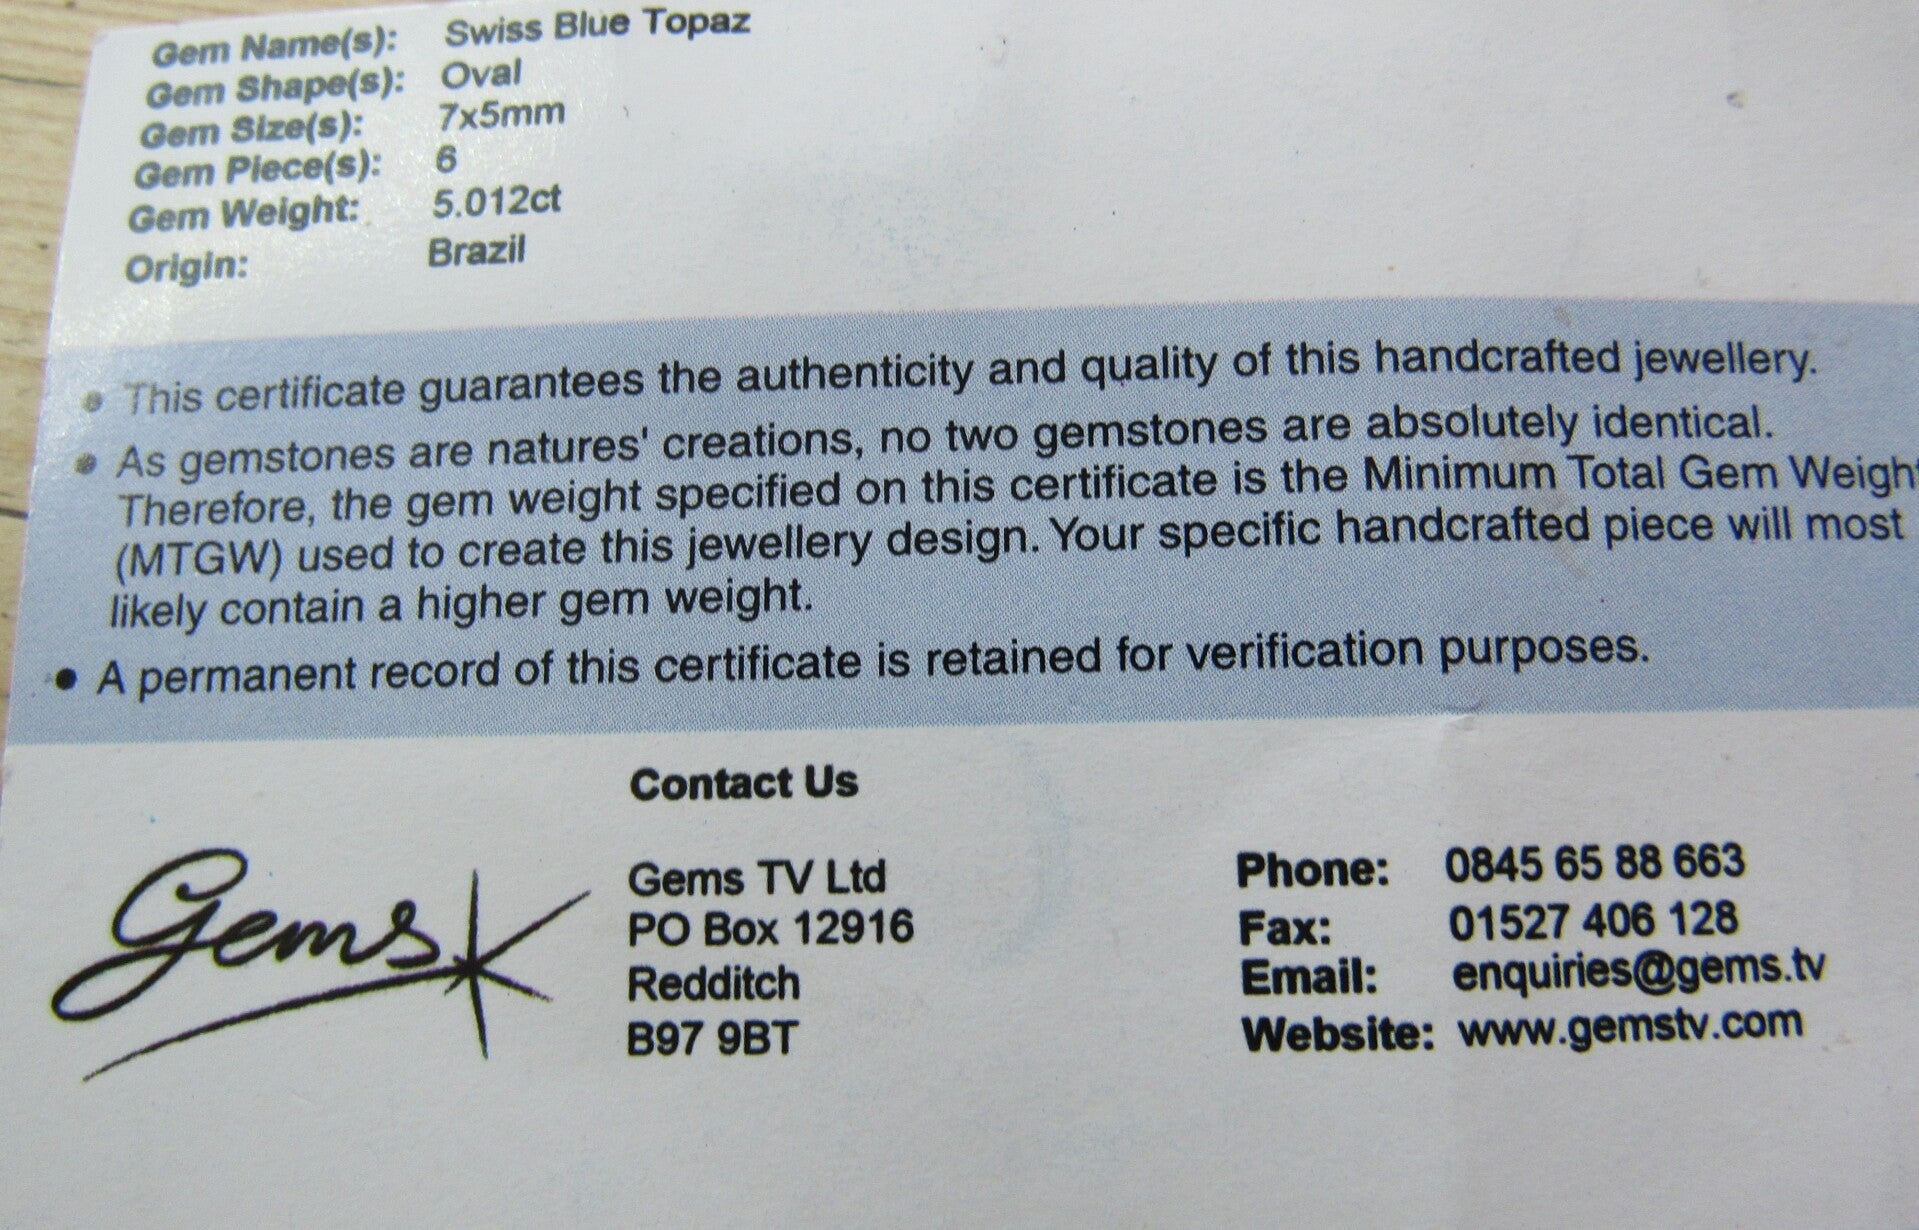 Gem Name(s): Swiss Blue Topaz
Gem Shape(s): Oval
Gem Size(s): 7x5mm
Gem Piece(s): 6
Gem Weight: 5.012ct
Origin: Brazil
• This certificate guarantees the authenticity and quality of this handcrafted jewellery.
• As gemstones are natures' creations, no two gemstones are absolutely identical.
Therefore, the gem weight specified on this certificate is the Minimum Total Gem Weight
(MTGW) used to create this jewellery design. Your specific handcrafted piece will most
likely contain a higher gem weight.
• A permanent record of this certificate is retained for verification purposes.
Contact Us
Gems
Gems TV Ltd
PO Box 12916
Redditch
B97 9BT
Phone: 0845 65 88 663
Fax: 01527 406 128
Email: enquiries@gems.tv
Website: www.gemstv.com